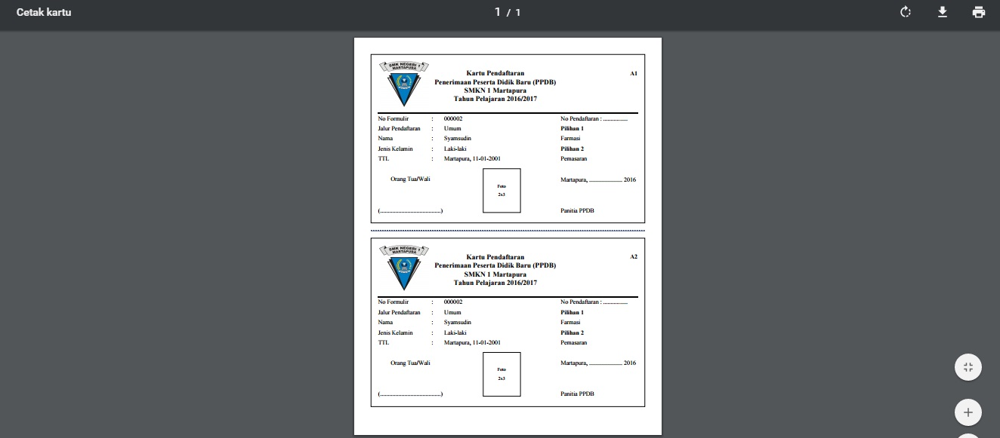 Cetak kartu
1 / 1
SMK NEGERI 1
MARTAPURA
Kartu Pendaftaran
A1
Penerimaan Peserta Didik Baru (PPDB)
SMKN 1 Martapura
Tahun Pelajaran 2016/2017
No Formulir : 000002 No Pendaftaran : ................
Jalur Pendaftaran : Umum Pilihan 1
Nama : Syamsudin Farmasi
Jenis Kelamin : Laki-laki Pilihan 2
TTL : Martapura, 11-01-2001 Pemasaran
Orang Tua/Wali Martapura, ___________ 2016
Foto
2x3
(........................................) Panitia PPDB
SMK NEGERI 1
MARTAPURA
Kartu Pendaftaran
A2
Penerimaan Peserta Didik Baru (PPDB)
SMKN 1 Martapura
Tahun Pelajaran 2016/2017
No Formulir : 000002 No Pendaftaran : ................
Jalur Pendaftaran : Umum Pilihan 1
Nama : Syamsudin Farmasi
Jenis Kelamin : Laki-laki Pilihan 2
TTL : Martapura, 11-01-2001 Pemasaran
Orang Tua/Wali Martapura, ___________ 2016
Foto
2x3
(........................................) Panitia PPDB